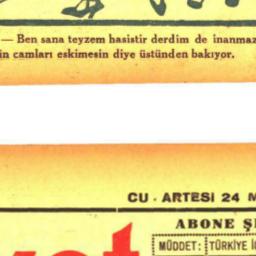 — Ben sana teyzem hasistir derdim de inanmaz
in camları eskimesin diye üstünden bakıyor.
CU . ARTESİ 24 M
ABONE Ş
MÜDDET: TÜRKİYE İÇ